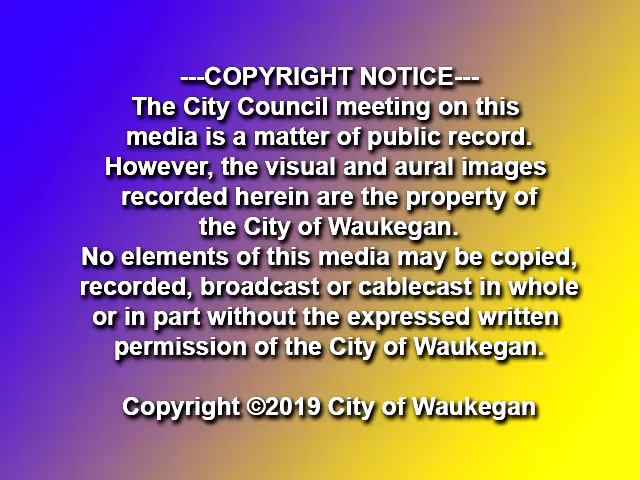 ---COPYRIGHT NOTICE---
The City Council meeting on this
media is a matter of public record.
However, the visual and aural images
recorded herein are the property of
the City of Waukegan.
No elements of this media may be copied,
recorded, broadcast or cablecast in whole
or in part without the expressed written
permission of the City of Waukegan.
Copyright ©2019 City of Waukegan